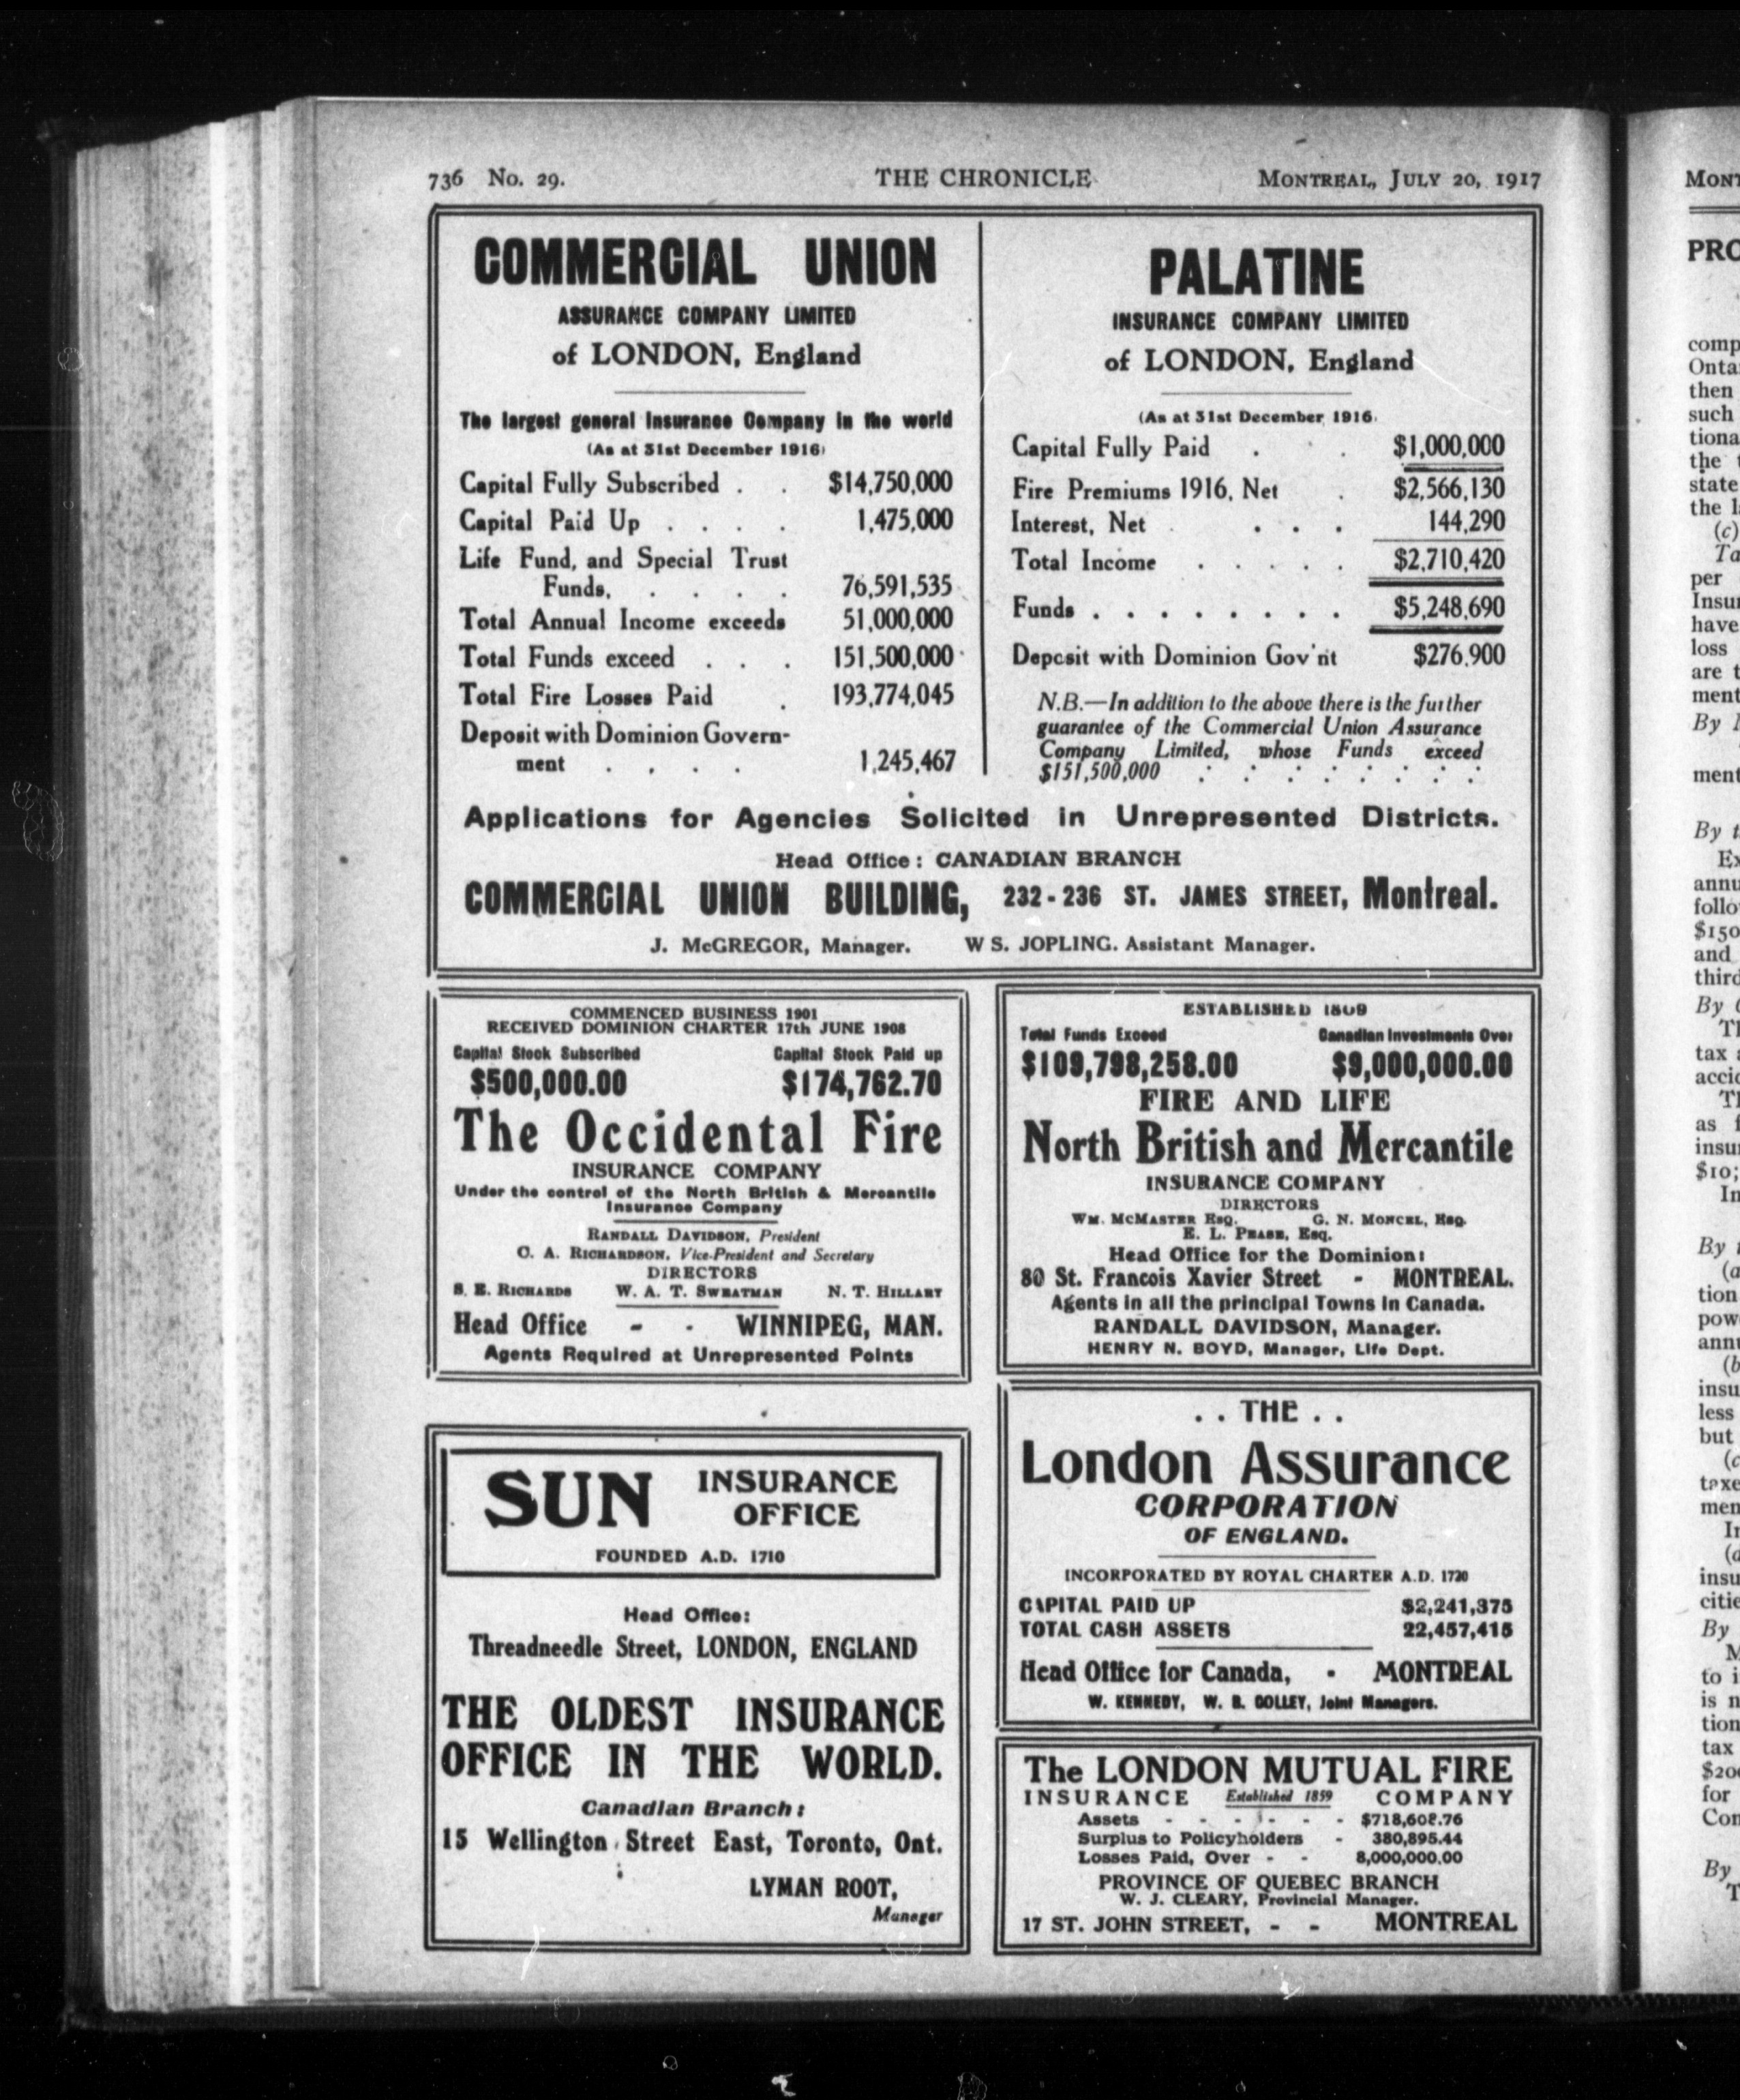 736 No. 29. THE CHRONICLE MONTREAL, JULY 20, 1917
COMMERCIAL UNION
ASSURANCE COMPANY LIMITED
of LONDON, England
The largest general Insurance Company in the world
(As at 31st December 1916)
Capital Fully Subscribed . . $14,750,000
Capital Paid Up . . . . 1,475,000
Life Fund, and Special Trust
Funds. . . . . 76,591,535
Total Annual Income exceeds 51,000,000
Total Funds exceed . . . 151,500,000
Total Fire Losses Paid . 193,774,045
Deposit with Dominion Govern-
ment . . . . 1,245,467
PALATINE
INSURANCE COMPANY LIMITED
of LONDON, England
(As at 31st December 1916.
Capital Fully Paid . . $1,000,000
Fire Premiums 1916, Net . $2,566,130
Interest, Net . . . 144,290
Total Income . . . . . $2,710,420
Funds . . . . . . . . $5,248,690
Deposit with Dominion Gov'nt $276,900
N.B.—In addition to the above there is the further
guarantee of the Commercial Union Assurance
Company Limited, whose Funds exceed
$151,500,000 : : : : : : :
Applications for Agencies Solicited in Unrepresented Districts.
Head Office: CANADIAN BRANCH
COMMERCIAL UNION BUILDING, 232-236 ST. JAMES STREET, Montreal.
J. McGREGOR, Manager. W S. JOPLING. Assistant Manager.
COMMENCED BUSINESS 1901
RECEIVED DOMINION CHARTER 17th JUNE 1908
Capital Stock Subscribed Capital Stock Paid up
$500,000.00 $174,762.70
The Occidental Fire
INSURANCE COMPANY
Under the control of the North British & Mercantile
Insurance Company
RANDALL DAVIDSON, President
C. A. RICHARDSON, Vice-President and Secretary
DIRECTORS
S. E. RICHARDS W. A. T. SWEATMAN N. T. HILLARY
Head Office - - WINNIPEG, MAN.
Agents Required at Unrepresented Points
SUN INSURANCE
OFFICE
FOUNDED A.D. 1710
Head Office:
Threadneedle Street, LONDON, ENGLAND
THE OLDEST INSURANCE
OFFICE IN THE WORLD.
Canadian Branch:
15 Wellington Street East, Toronto, Ont.
LYMAN ROOT,
Manager
ESTABLISHED 1809
Total Funds Exceed Canadian Investments Over
$109,798,258.00 $9,000,000.00
FIRE AND LIFE
North British and Mercantile
INSURANCE COMPANY
DIRECTORS
WM. MCMASTER ESQ. G. N. MONCEL, ESQ.
E. L. PEASE, ESQ.
Head Office for the Dominion:
80 St. Francois Xavier Street - MONTREAL.
Agents in all the principal Towns in Canada.
RANDALL DAVIDSON, Manager.
HENRY N. BOYD, Manager, Life Dept.
. . THE . .
London Assurance
CORPORATION
OF ENGLAND.
INCORPORATED BY ROYAL CHARTER A.D. 1720
CAPITAL PAID UP $2,241,375
TOTAL CASH ASSETS 22,457,415
Head Office for Canada, - MONTREAL
W. KENNEDY, W. B. COLLEY, Joint Managers.
The LONDON MUTUAL FIRE
INSURANCE Established 1859 COMPANY
Assets - - - - - $718,608.76
Surplus to Policyholders - 380,895.44
Losses Paid, Over - - 8,000,000.00
PROVINCE OF QUEBEC BRANCH
W. J. CLEARY, Provincial Manager.
17 ST. JOHN STREET, - - MONTREAL